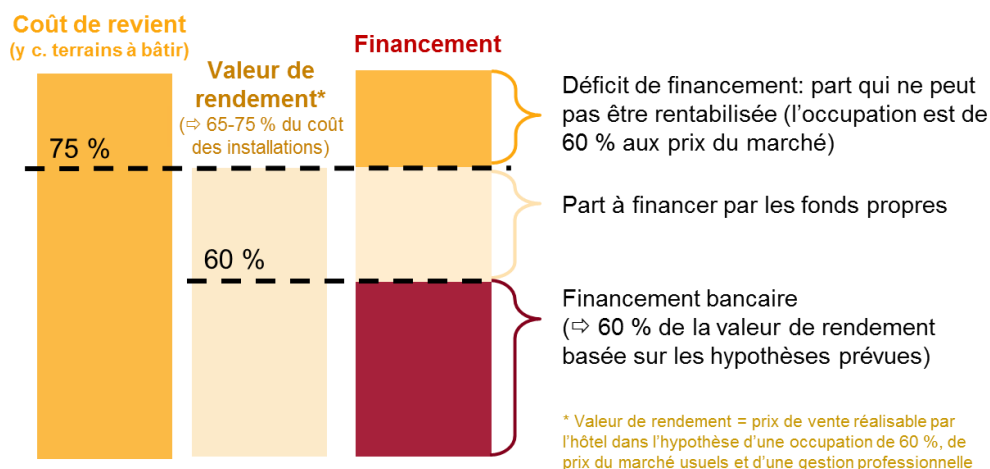 Coût de revient
(y c. terrains à bâtir)
Valeur de
rendement*
(⇨ 65-75 % du coût
des installations)
Financement
75 %
60 %
Déficit de financement: part qui ne peut
pas être rentabilisée (l’occupation est de
60 % aux prix du marché)
Part à financer par les fonds propres
Financement bancaire
(⇨ 60 % de la valeur de rendement
basée sur les hypothèses prévues)
* Valeur de rendement = prix de vente réalisable par
l’hôtel dans l’hypothèse d’une occupation de 60 %, de
prix du marché usuels et d’une gestion professionnelle